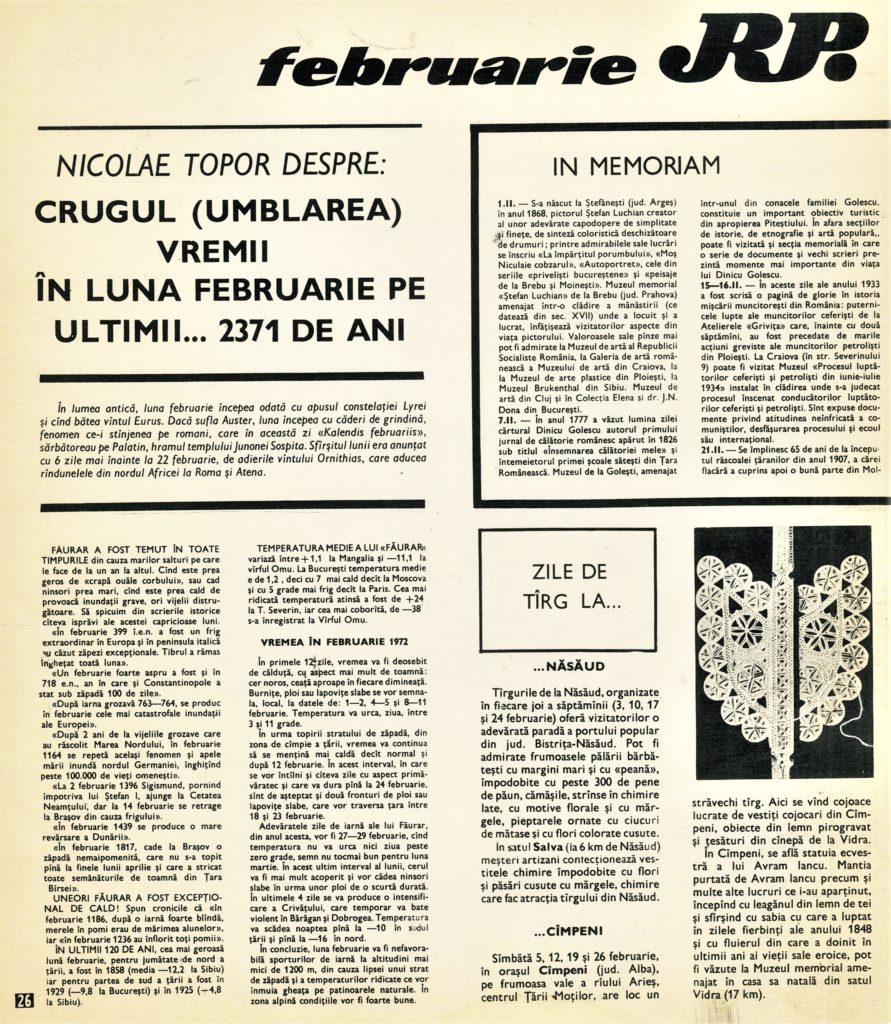 februarie JRP.
NICOLAE TOPOR DESPRE:
CRUGUL (UMBLAREA)
VREMII
ÎN LUNA FEBRUARIE PE
ULTIMII... 2371 DE ANI
În lumea antică, luna februarie începea odată cu apusul constelației Lyrei
și cînd bătea vîntul Eurus. Dacă sufla Auster, luna începea cu căderi de grindină,
fenomen ce-i stînjenea pe romani, care în această zi «Kalendis februariis»,
sărbătoreau pe Palatin, hramul templului Junonei Sospita. Sfîrșitul lunii era anunțat
cu 6 zile mai înainte la 22 februarie, de adierile vîntului Ornithias, care aducea
rîndunelele din nordul Africei la Roma și Atena.
FĂURAR A FOST TEMUT ÎN TOATE
TIMPURILE din cauza marilor salturi pe care
le face de la un an la altul. Cînd este prea
geros de «crapă ouăle corbului», sau cad
ninsori prea mari, cînd este prea cald de
provoacă inundații grave, ori vijelii distru-
gătoare. Să spicuim din scrierile istorice
cîteva isprăvi ale acestei capricioase luni.
«În februarie 399 î.e.n. a fost un frig
extraordinar în Europa și în peninsula italică
au căzut zăpezi excepționale. Tibrul a rămas
înghețat toată luna».
«Un februarie foarte aspru a fost și în
718 e.n., an în care și Constantinopole a
stat sub zăpadă 100 de zile».
«După iarna grozavă 763—764, se produc
în februarie cele mai catastrofale inundații
ale Europei».
«După 2 ani de la vijeliile grozave care
au răscolit Marea Nordului, în februarie
1164 se repetă același fenomen și apele
mării inundă nordul Germaniei, înghițind
peste 100.000 de vieți omenești».
«La 2 februarie 1396 Sigismund, pornind
împotriva lui Ștefan I, ajunge la Cetatea
Neamțului, dar la 14 februarie se retrage
la Brașov din cauza frigului».
«În februarie 1439 se produce o mare
revărsare a Dunării».
«În februarie 1817, cade la Brașov o
zăpadă nemaipomenită, care nu s-a topit
pînă la finele lunii aprilie și care a stricat
toate semănăturile de toamnă din Țara
Bîrsei».
UNEORI FĂURAR A FOST EXCEPȚIO-
NAL DE CALD! Spun cronicile că «în
februarie 1186, după o iarnă foarte blîndă,
merele în pomi erau de mărimea alunelor»,
iar «în februarie 1236 au înflorit toți pomii».
ÎN ULTIMII 120 DE ANI, cea mai geroasă
lună februarie, pentru jumătate de nord a
țării, a fost în 1858 (media —12,2 la Sibiu)
iar pentru partea de sud a țării a fost în
1929 (—9,8 la București) și în 1925 (+4,8
la Sibiu).
TEMPERATURA MEDIE A LUI «FĂURAR»
variază între +1,1 la Mangalia și —11,1 la
vîrful Omu. La București temperatura medie
e de 1,2 , deci cu 7 mai cald decît la Moscova
și cu 5 grade mai frig decît la Paris. Cea mai
ridicată temperatură atinsă a fost de +24
la T. Severin, iar cea mai coborîtă, de —38
s-a înregistrat la Vîrful Omu.
VREMEA ÎN FEBRUARIE 1972
În primele 12 zile, vremea va fi deosebit
de călduță, cu aspect mai mult de toamnă:
cer noros, ceață aproape în fiecare dimineață.
Burnițe, ploi sau lapovițe slabe se vor semna-
la, local, la datele de: 1—2, 4—5 și 8—11
februarie. Temperatura va urca, ziua, între
3 și 11 grade.
În urma topirii stratului de zăpadă, din
zona de cîmpie a țării, vremea va continua
să se mențină mai caldă decît normal și
după 12 februarie. În acest interval, în care
se vor întîlni și cîteva zile cu aspect primă-
văratec și care va dura pînă la 24 februarie,
sînt de așteptat și două fronturi de ploi sau
lapovițe slabe, care vor traversa țara între
18 și 23 februarie.
Adevăratele zile de iarnă ale lui Făurar,
din anul acesta, vor fi 27—29 februarie, cînd
temperatura nu va urca nici ziua peste
zero grade, semn nu tocmai bun pentru luna
martie. În acest ultim interval al lunii, cerul
va fi mai mult acoperit și vor cădea ninsori
slabe în urma unor ploi de o scurtă durată.
În ultimele 4 zile se va produce o intensifi-
care a Crivățului, care temporar va bate
violent în Bărăgan și Dobrogea. Temperatura
va scădea noaptea pînă la —10 în sudul
țării și pînă la —16 în nord.
În concluzie, luna februarie va fi nefavora-
bilă sporturilor de iarnă la altitudini mai
mici de 1200 m, din cauza lipsei unui strat
de zăpadă și a temperaturilor ridicate ce vor
înmuia gheața pe patinoarele naturale. În
zona alpină condițiile vor fi foarte bune.
26
IN MEMORIAM
1.II. — S-a născut la Ștefănești (jud. Argeș)
în anul 1868, pictorul Ștefan Luchian creator
al unor adevărate capodopere de simplitate
și finețe, de sinteză coloristică deschizătoare
de drumuri; printre admirabilele sale lucrări
se înscriu «La împărțitul porumbului», «Moș
Niculaie cobzarul», «Autoportret», cele din
seriile «priveliști bucureștene» și «peisaje
de la Brebu și Moinești». Muzeul memorial
«Ștefan Luchian» de la Brebu (jud. Prahova)
amenajat într-o clădire a mănăstirii (ce
datează din sec. XVII) unde a locuit și a
lucrat, înfățișează vizitatorilor aspecte din
viața pictorului. Valoroasele sale pînze mai
pot fi admirate la Muzeul de artă al Republicii
Socialiste România, la Galeria de artă romă-
nească a Muzeului de artă din Craiova, la
la Muzeul de arte plastice din Ploiești, la
Muzeul Brukenthal din Sibiu. Muzeul de
artă din Cluj și în Colecția Elena și dr. J.N.
Dona din București.
7.II. — În anul 1777 a văzut lumina zilei
cărturar Dinicu Golescu autorul primului
jurnal de călătorie românesc apărut în 1826
sub titlul «Însemnarea călătoriei mele» și
întemeietorul primei școale sătești din Țara
Românească. Muzeul de la Golești, amenajat
într-unul din conacele familiei Golescu,
constituie un important obiectiv turistic
din apropierea Piteștiului. În afara secțiilor
de istorie, de etnografie și artă populară,,
poate fi vizitată și secția memorială în care
o serie de documente și vechi scrieri pre-
zintă momente mai importante din viața
lui Dinicu Golescu.
15—16.II. — În aceste zile ale anului 1933
a fost scrisă o pagină de glorie în istoria
mișcării muncitorești din România: puterni-
cele lupte ale muncitorilor ceferiști de la
Atelierele «Grivița» care, înainte cu două
săptămîni, au fost precedate de marile
acțiuni greviste ale muncitorilor petroliști
din Ploiești. La Craiova (în str. Severinului
9) poate fi vizitat Muzeul «Procesul luptă-
torilor ceferiști și petroliști din iunie-iulie
1934» instalat în clădirea unde s-a judecat
procesul înscenat conducătorilor luptăto-
rilor ceferiști și petroliști. Sînt expuse docu-
mente privind atitudinea neînfricată a co-
muniștilor, desfășurarea procesului și ecoul
său internațional.
21.II. — Se împlinesc 65 de ani de la începu-
tul răscoalei țăranilor din anul 1907, a cărei
flacără a cuprins apoi o bună parte din Mol-
ZILE DE
TÎRG LA...
...NĂSĂUD
Tîrgurile de la Năsăud, organizate
în fiecare joi a săptămînii (3, 10, 17
și 24 februarie) oferă vizitatorilor o
adevărată paradă a portului popular
din jud. Bistrița-Năsăud. Pot fi
admirate frumoasele pălării bărbă-
tești cu margini mari și cu «peană»,
împodobite cu peste 300 de pene
de păun, cămășile, strînse în chimire
late, cu motive florale și cu măr-
gele, pieptarele ornate cu ciucuri
de mătase și cu flori colorate cusute.
În satul Salva (la 6 km de Năsăud)
meșteri artizani confecționează ves-
titele chimire împodobite cu flori
și păsări cusute cu mărgele, chimire
care fac atracția tîrgului din Năsăud.
...CÎMPENI
Sîmbătă 5, 12, 19 și 26 februarie,
în orașul Cîmpeni (jud. Alba),
pe frumoasa vale a rîului Arieș,
centrul Țării Moților, are loc un
străvechi tîrg. Aici se vînd cojoace
lucrate de vestiți cojocari din Cîm-
peni, obiecte din lemn pirogravat
și țesături din cînepă de la Vidra.
În Cîmpeni, se află statuia ecves-
tră a lui Avram Iancu. Mantia
purtată de Avram Iancu precum și
multe alte lucruri ce i-au aparținut,
începînd cu leagănul din lemn de tei
și sfîrșind cu sabia cu care a luptat
în zilele fierbinți ale anului 1848
și cu fluierul din care a doinit în
ultimii ani ai vieții sale eroice, pot
fi văzute la Muzeul memorial ame-
najat în casa sa natală din satul
Vidra (17 km).